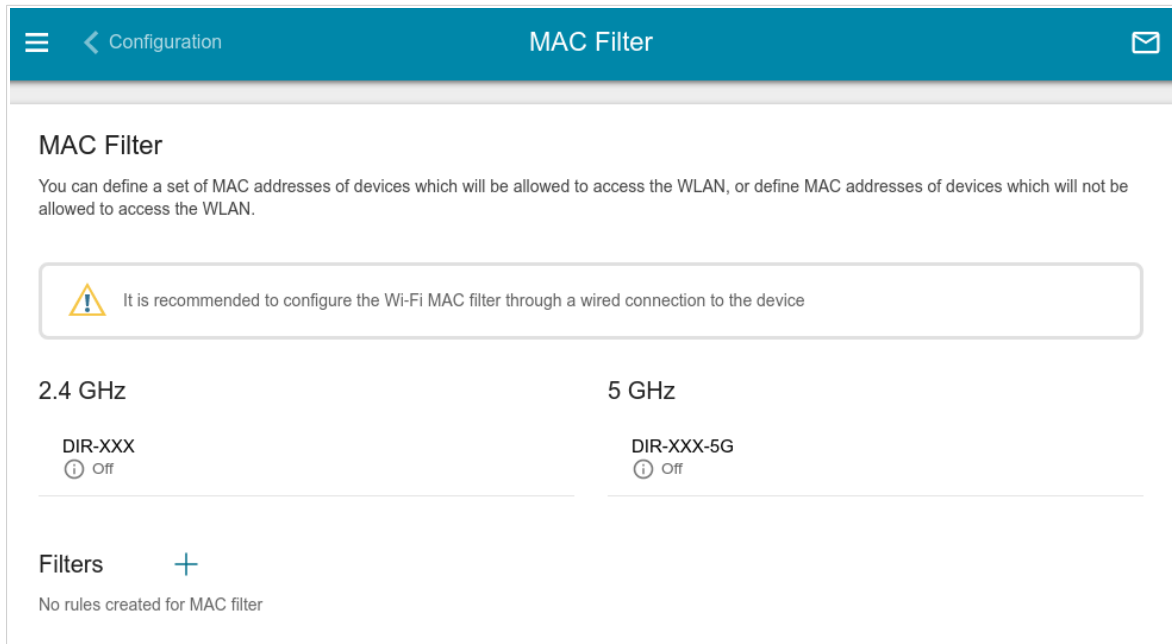 Configuration
MAC Filter
MAC Filter
You can define a set of MAC addresses of devices which will be allowed to access the WLAN, or define MAC addresses of devices which will not be
allowed to access the WLAN.
It is recommended to configure the Wi-Fi MAC filter through a wired connection to the device
2.4 GHz
5 GHz
DIR-XXX
Off
DIR-XXX-5G
Off
Filters
No rules created for MAC filter